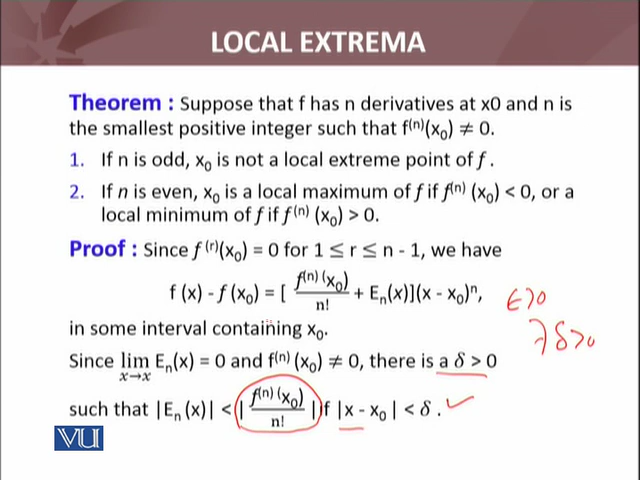 LOCAL EXTREMA
Theorem : Suppose that f has n derivatives at x0 and n is
the smallest positive integer such that f⁽ⁿ⁾(x₀) ≠ 0.
1. If n is odd, x₀ is not a local extreme point of f .
2. If n is even, x₀ is a local maximum of f if f⁽ⁿ⁾ (x₀) < 0, or a
local minimum of f if f⁽ⁿ⁾ (x₀) > 0.
Proof : Since f ⁽ʳ⁾(x₀) = 0 for 1 ≤ r ≤ n - 1, we have
f (x) - f (x₀) = [ f⁽ⁿ⁾ (x₀)/n! + Eₙ(x)](x - x₀)ⁿ,
ϵ>0
in some interval containing x₀.
∃ δ>0
Since lim x→x Eₙ(x) = 0 and f⁽ⁿ⁾ (x₀) ≠ 0, there is a δ > 0
such that |Eₙ(x)| < | f⁽ⁿ⁾ (x₀)/n! |if |x - x₀| < δ . ✓
VU